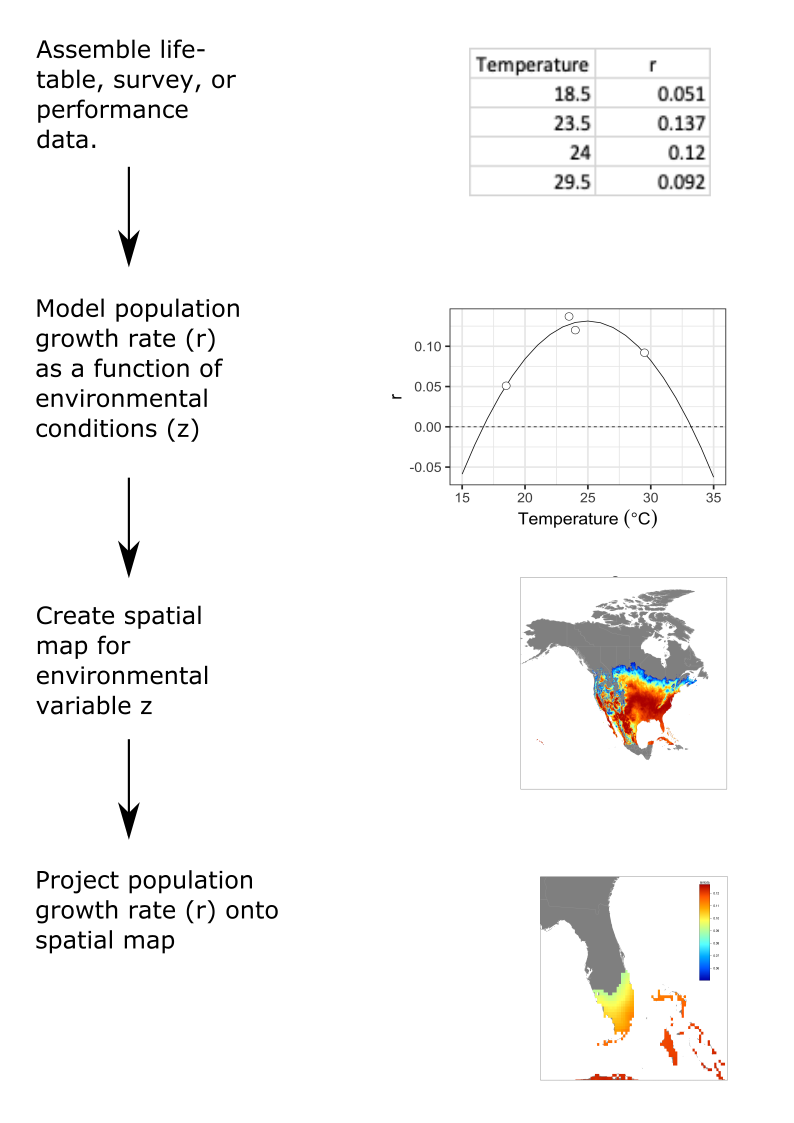 Assemble life-
table, survey, or
performance
data.
Temperature r
18.5 0.051
23.5 0.137
24 0.12
29.5 0.092
Model population
growth rate (r)
as a function of
environmental
conditions (z)
r
0.10
0.05
0.00
-0.05
15 20 25 30 35
Temperature (°C)
Create spatial
map for
environmental
variable z
Project population
growth rate (r) onto
spatial map